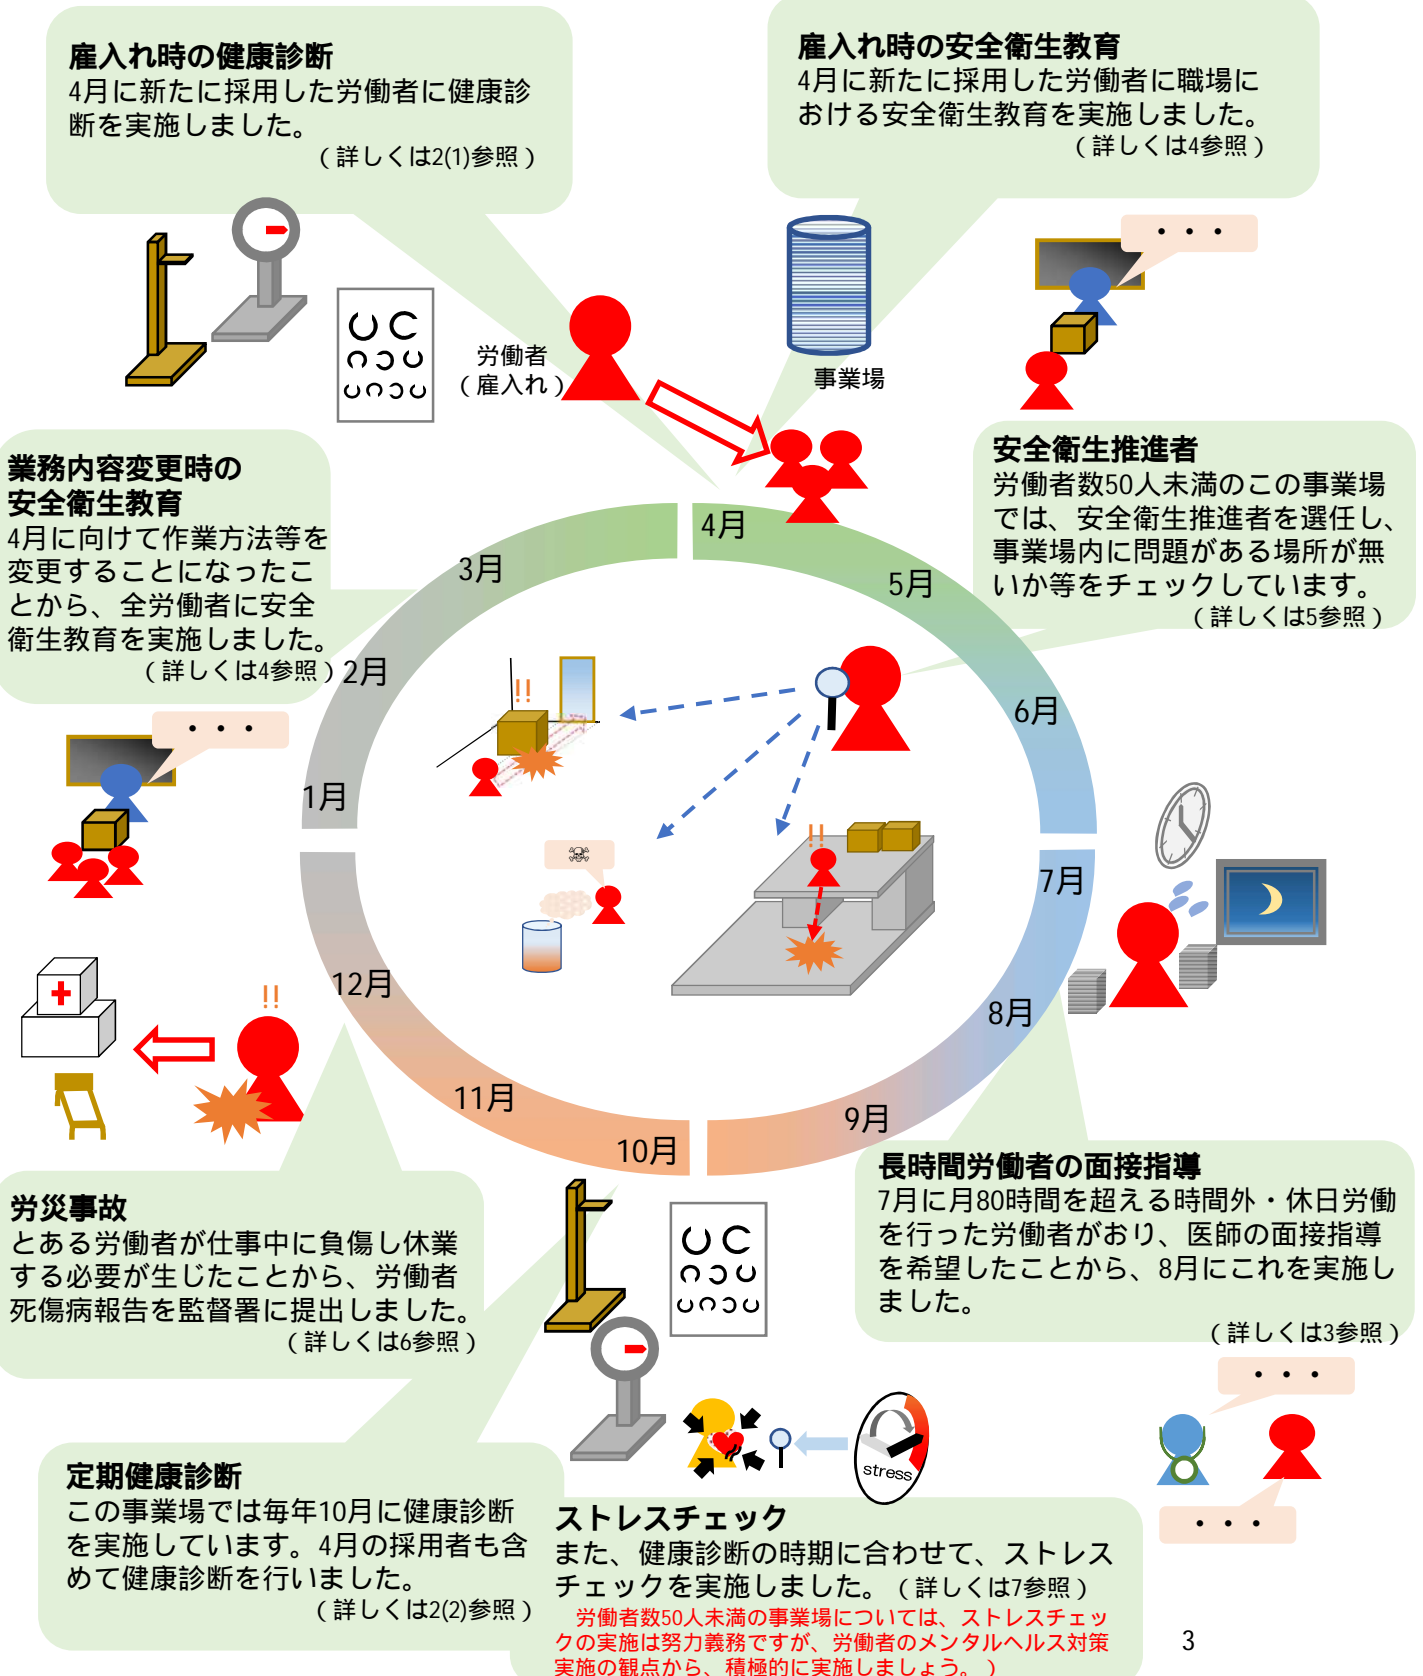 雇入れ時の健康診断
4月に新たに採用した労働者に健康診
断を実施しました。
（詳しくは2(1)参照）
雇入れ時の安全衛生教育
4月に新たに採用した労働者に職場に
おける安全衛生教育を実施しました。
（詳しくは4参照）
・・・
労働者
（雇入れ）
事業場
業務内容変更時の
安全衛生教育
4月に向けて作業方法等を
変更することになったこ
とから、全労働者に安全
衛生教育を実施しました。
（詳しくは4参照）
・・・
安全衛生推進者
労働者数50人未満のこの事業場
では、安全衛生推進者を選任し、
事業場内に問題がある場所が無
いか等をチェックしています。
（詳しくは5参照）
4月
5月
6月
7月
8月
9月
10月
11月
12月
1月
2月
3月
!!
!!
!!
労災事故
とある労働者が仕事中に負傷し休業
する必要が生じたことから、労働者
死傷病報告を監督署に提出しました。
（詳しくは6参照）
長時間労働者の面接指導
7月に月80時間を超える時間外・休日労働
を行った労働者がおり、医師の面接指導
を希望したことから、8月にこれを実施し
ました。
（詳しくは3参照）
・・・
・・・
定期健康診断
この事業場では毎年10月に健康診断
を実施しています。4月の採用者も含
めて健康診断を行いました。
（詳しくは2(2)参照）
stress
ストレスチェック
また、健康診断の時期に合わせて、ストレス
チェックを実施しました。（詳しくは7参照）
労働者数50人未満の事業場については、ストレスチェッ
クの実施は努力義務ですが、労働者のメンタルヘルス対策
実施の観点から、積極的に実施しましょう。）
3